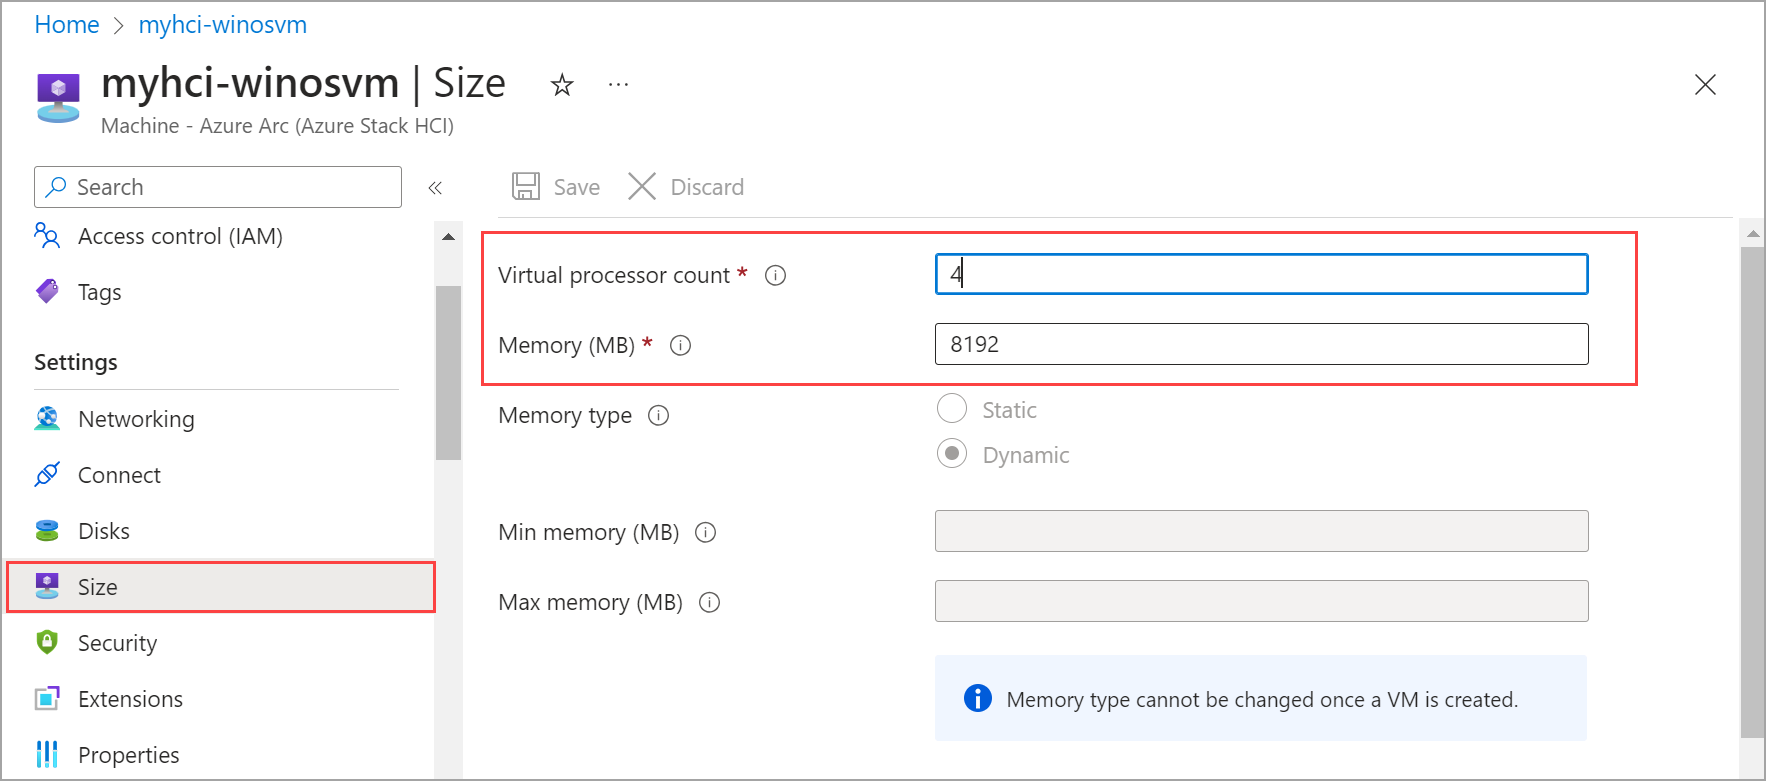 Home > myhci-winosvm
myhci-winosvm | Size ☆ ···
Machine - Azure Arc (Azure Stack HCI)
Search «
Access control (IAM)
Tags
Settings
Networking
Connect
Disks
Size
Security
Extensions
Properties
Save Discard
Virtual processor count * 4
Memory (MB) * 8192
Memory type Static
Dynamic
Min memory (MB)
Max memory (MB)
Memory type cannot be changed once a VM is created.